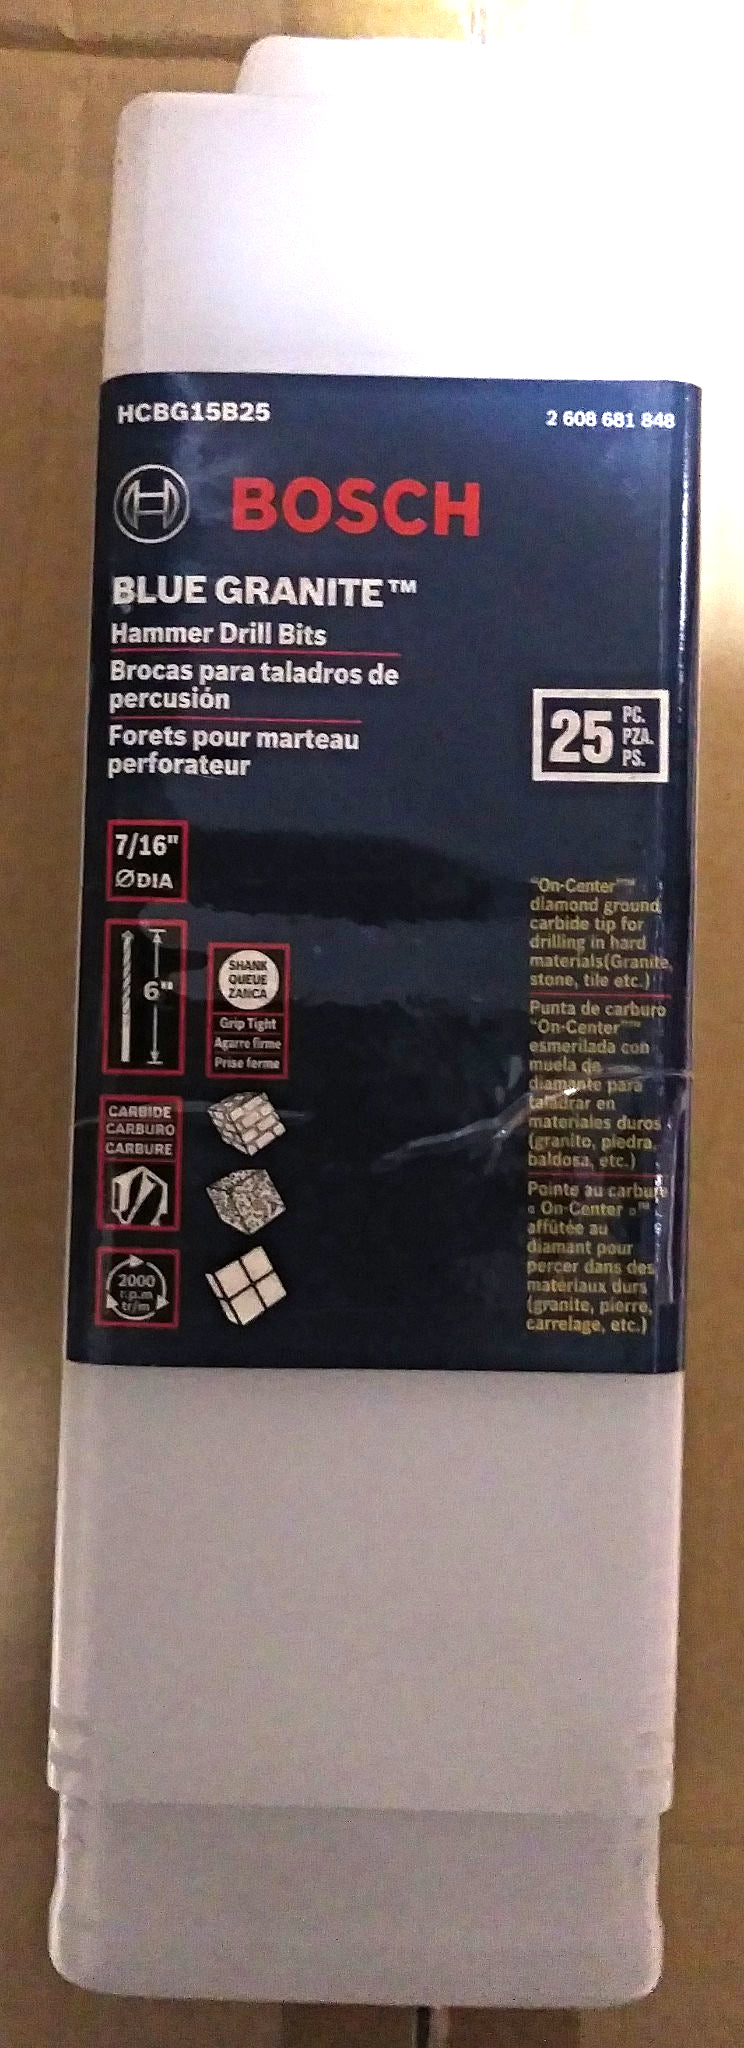 HCBG15B25
2 608 681 848
BOSCH
BLUE GRANITE™
Hammer Drill Bits
Brocas para taladros de
percusión
Forets pour marteau
perforateur
25 PC.
PZA.
PS.
7/16"
Ø DIA
6"
SHANK
QUEUE
ZANCA
Grip Tight
Agarre firme
Prise ferme
CARBIDE
CARBURO
CARBURE
2000
r.p.m
tr/m
"On-Center"™
diamond ground
carbide tip for
drilling in hard
materials(Granite,
stone, tile etc.)
Punta de carburo
"On-Center"™
esmerilada con
muela de
diamante para
taladrar en
materiales duros
(granito, piedra,
baldosa, etc.)
Pointe au carbure
« On-Center »™
affûtée au
diamant pour
percer dans des
matériaux durs
(granite, pierre,
carrelage, etc.)